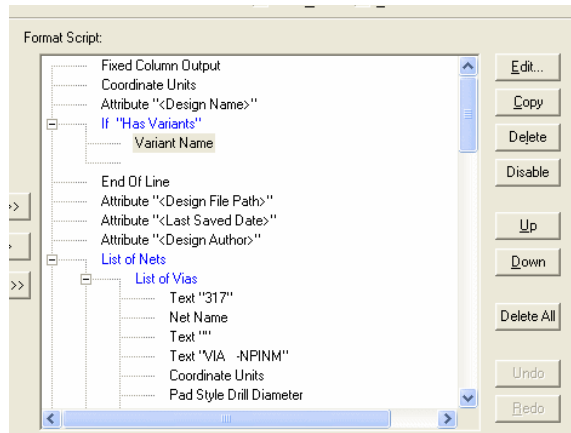 Format Script:
Fixed Column Output
Coordinate Units
Attribute "<Design Name>"
If "Has Variants"
Variant Name
End Of Line
Attribute "<Design File Path>"
Attribute "<Last Saved Date>"
Attribute "<Design Author>"
List of Nets
List of Vias
Text "317"
Net Name
Text ""
Text "VIA -NPINM"
Coordinate Units
Pad Style Drill Diameter
Edit...
Copy
Delete
Disable
Up
Down
Delete All
Undo
Redo
>>
>
>>